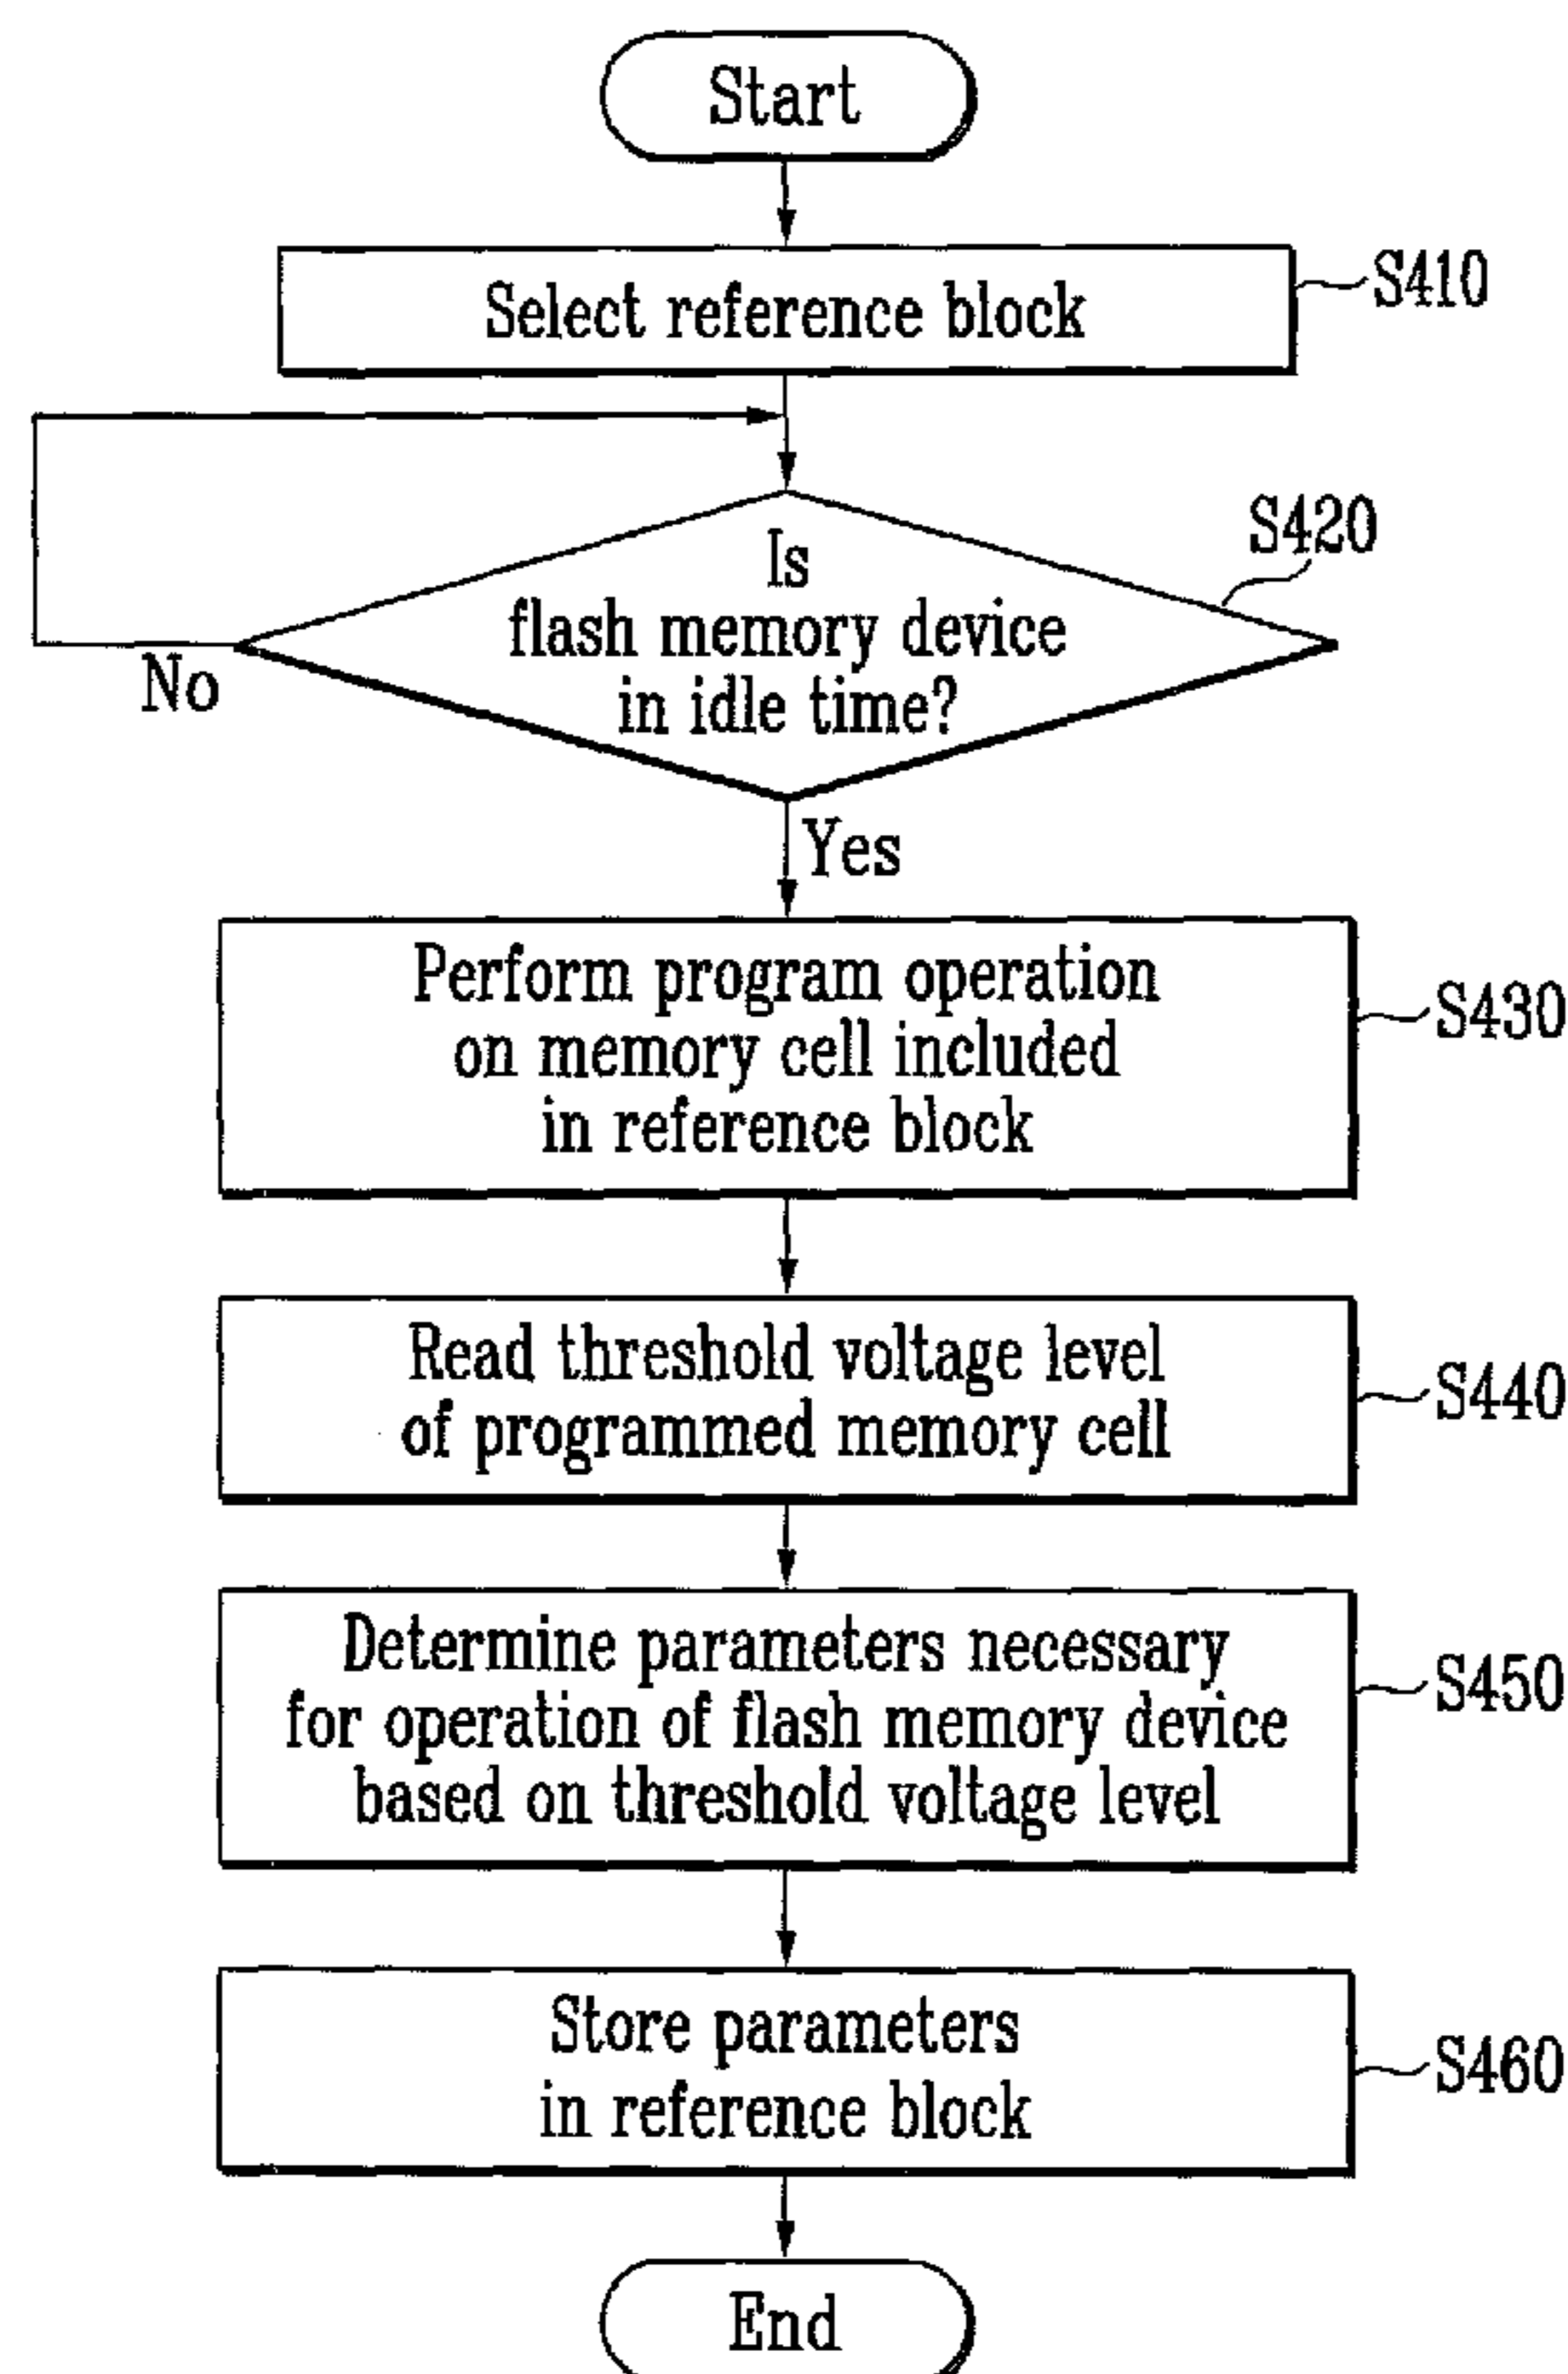 Start
Select reference block
S410
S420
Is
flash memory device
in idle time?
No
Yes
Perform program operation
on memory cell included
in reference block
S430
Read threshold voltage level
of programmed memory cell
S440
Determine parameters necessary
for operation of flash memory device
based on threshold voltage level
S450
Store parameters
in reference block
S460
End